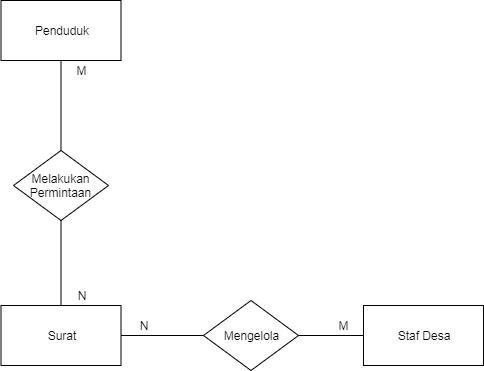 Penduduk
M
Melakukan
Permintaan
N
Surat
N
Mengelola
M
Staf Desa